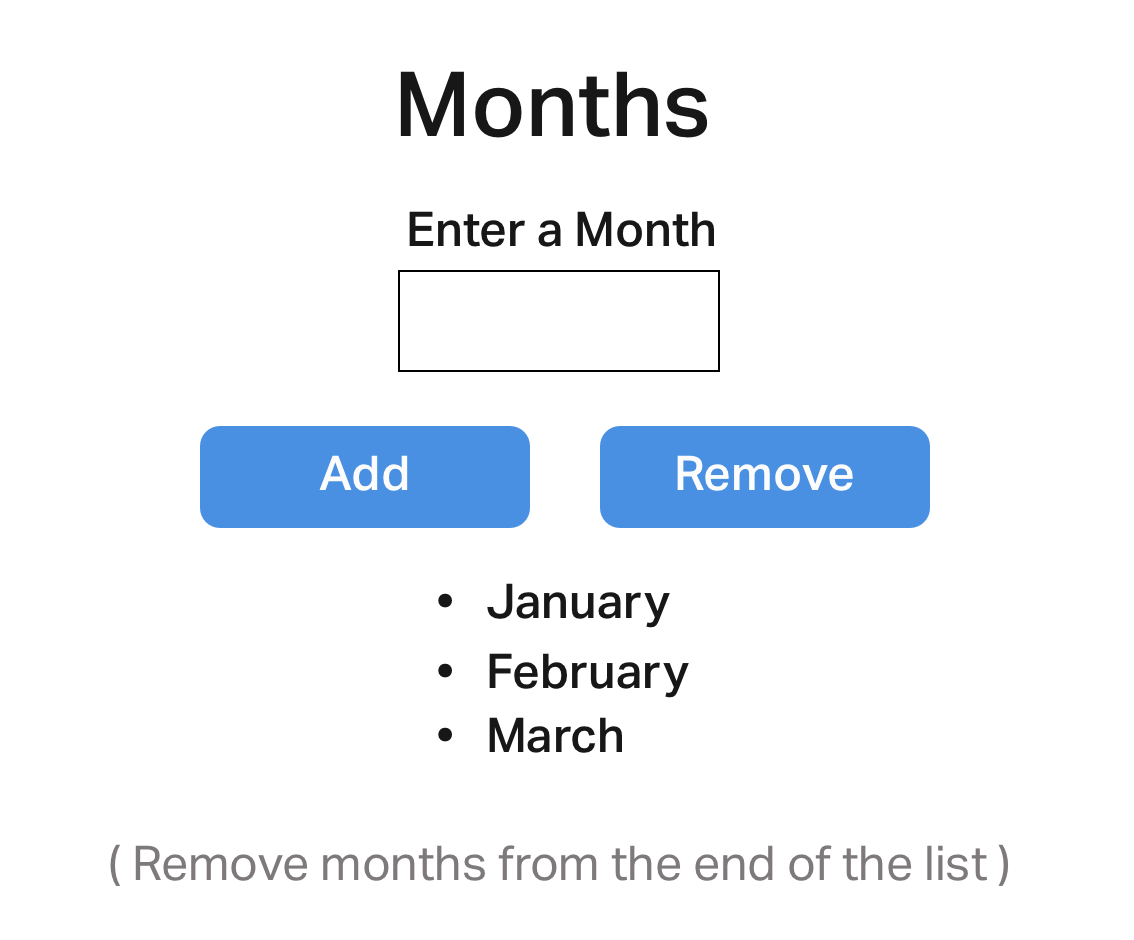 Months
Enter a Month
Add Remove
• January
• February
• March
( Remove months from the end of the list )